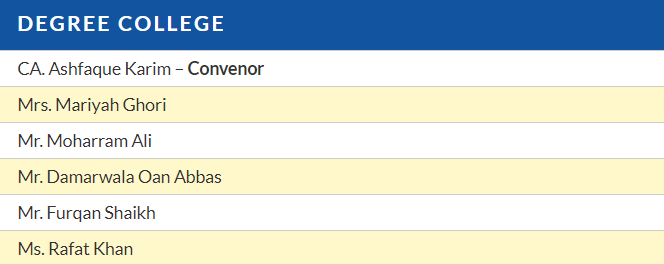 DEGREE COLLEGE
CA. Ashfaque Karim – Convenor
Mrs. Mariyah Ghori
Mr. Moharram Ali
Mr. Damarwala Oan Abbas
Mr. Furqan Shaikh
Ms. Rafat Khan